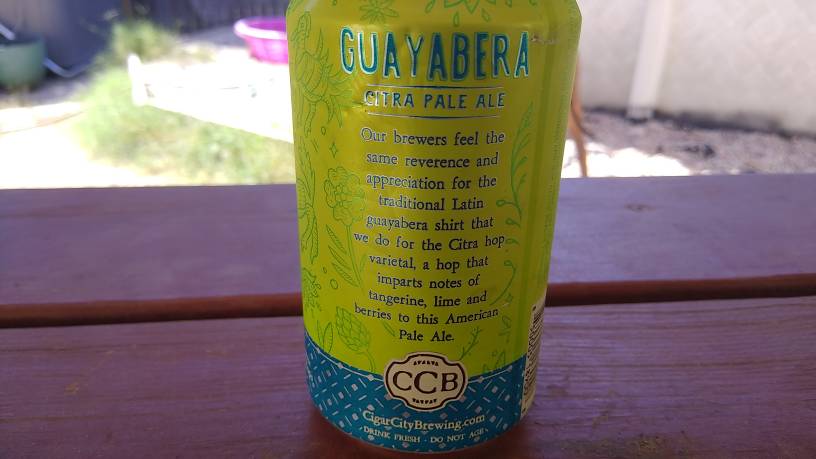 GUAYABERA
CITRA PALE ALE
Our brewers feel the
same reverence and
appreciation for the
traditional Latin
guayabera shirt that
we do for the Citra hop
varietal, a hop that
imparts notes of
tangerine, lime and
berries to this American
Pale Ale.
CCB
CigarCityBrewing.com
DRINK FRESH · DO NOT AGE